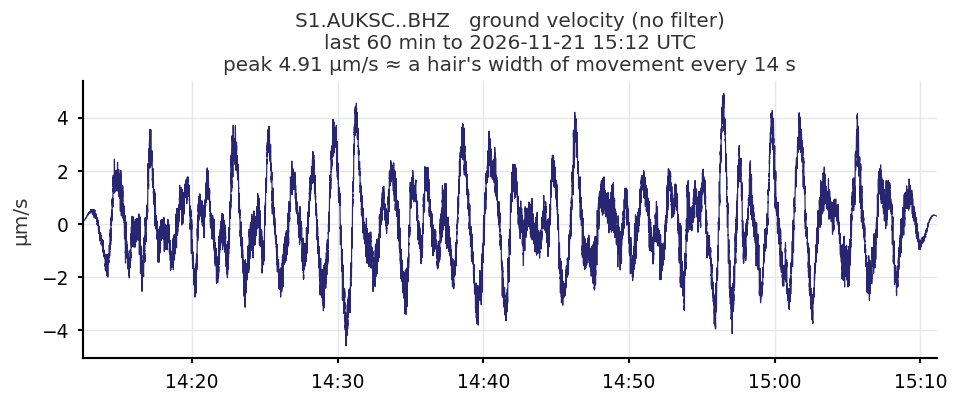 S1.AUKSC..BHZ   ground velocity (no filter)
last 60 min to 2026-11-21 15:12 UTC
peak 4.91 µm/s ≈ a hair's width of movement every 14 s
µm/s
4
2
0
−2
−4
14:20
14:30
14:40
14:50
15:00
15:10